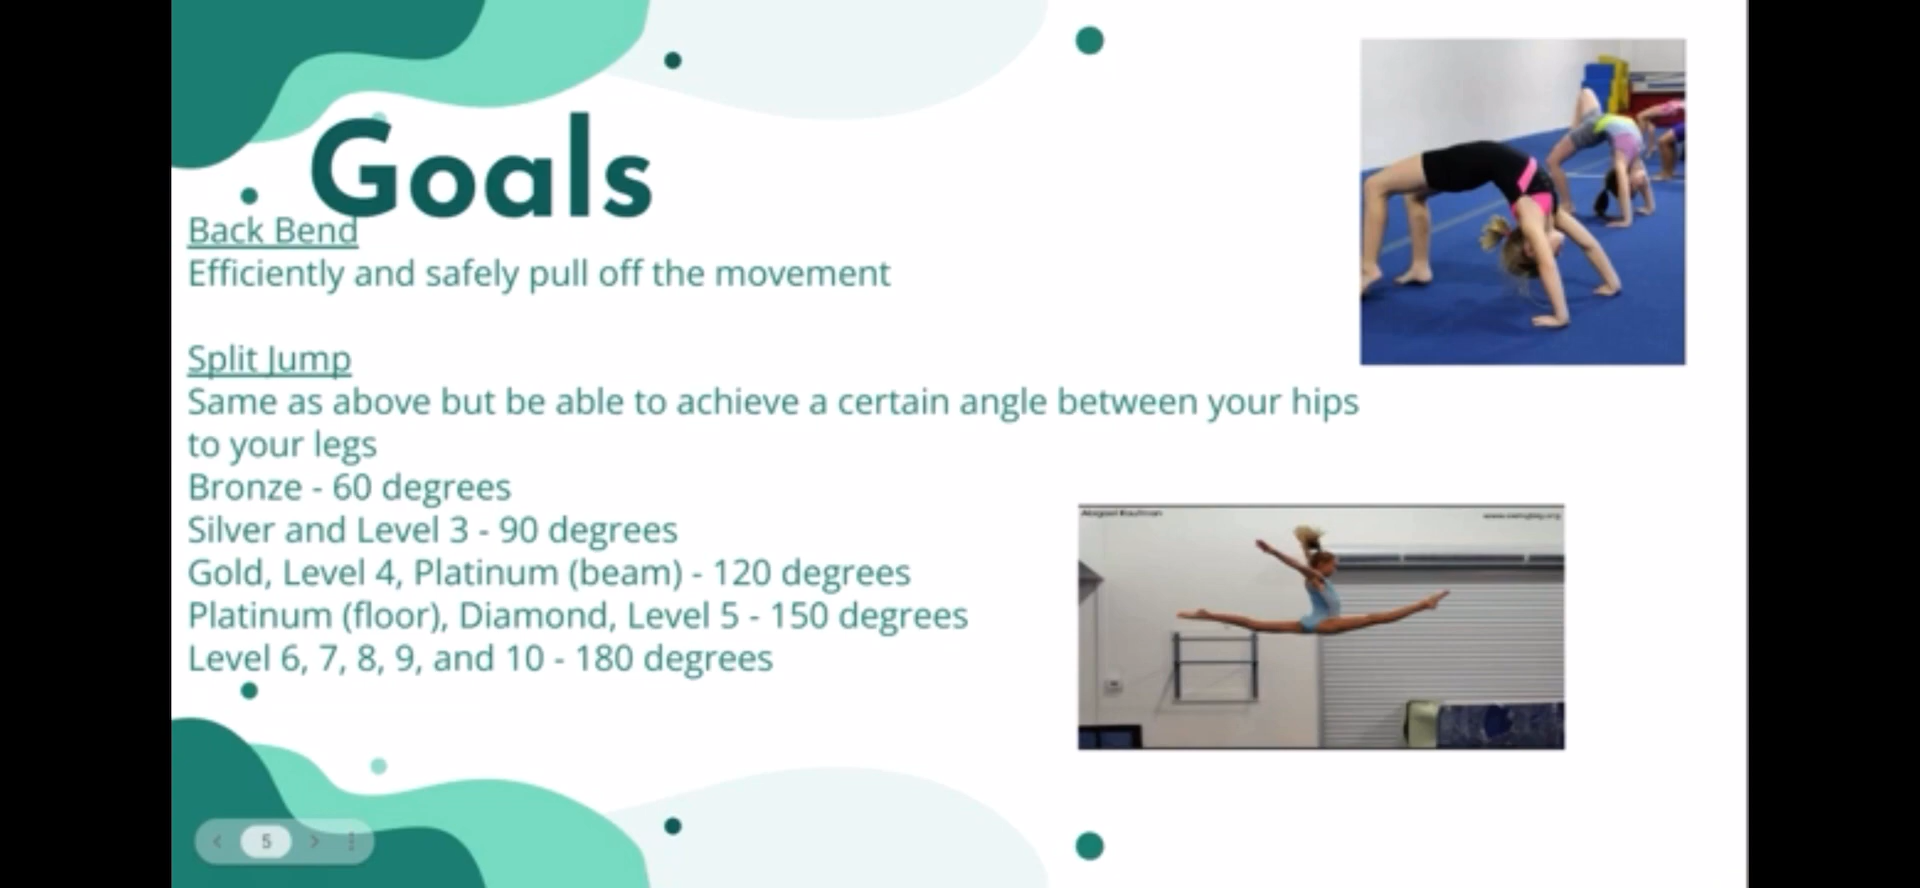 Goals
Back Bend
Efficiently and safely pull off the movement
Split Jump
Same as above but be able to achieve a certain angle between your hips
to your legs
Bronze - 60 degrees
Silver and Level 3 - 90 degrees
Gold, Level 4, Platinum (beam) - 120 degrees
Platinum (floor), Diamond, Level 5 - 150 degrees
Level 6, 7, 8, 9, and 10 - 180 degrees
5